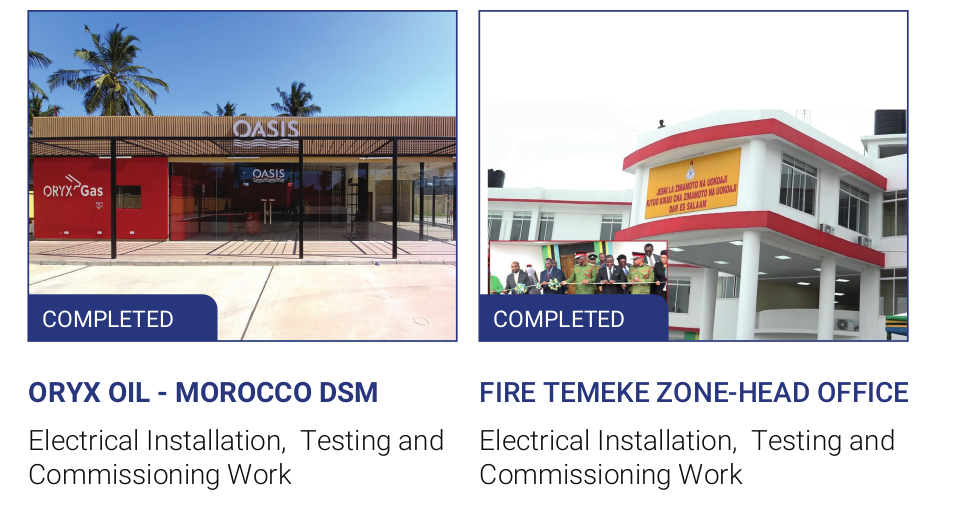 OASIS
OASIS
ORYX Gas
COMPLETED
JESHI LA ZIMAMOTO NA UOKOAJI
KITUO KIKUU CHA ZIMAMOTO NA UOKOAJI
DAR ES SALAAM
COMPLETED
ORYX OIL - MOROCCO DSM
Electrical Installation, Testing and
Commissioning Work
FIRE TEMEKE ZONE-HEAD OFFICE
Electrical Installation, Testing and
Commissioning Work